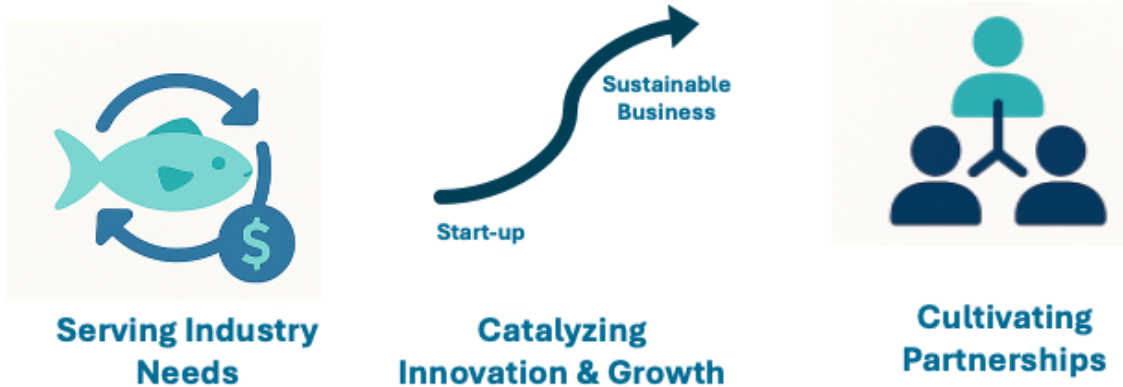 $
Serving Industry
Needs
Sustainable
Business
Start-up
Catalyzing
Innovation & Growth
Cultivating
Partnerships